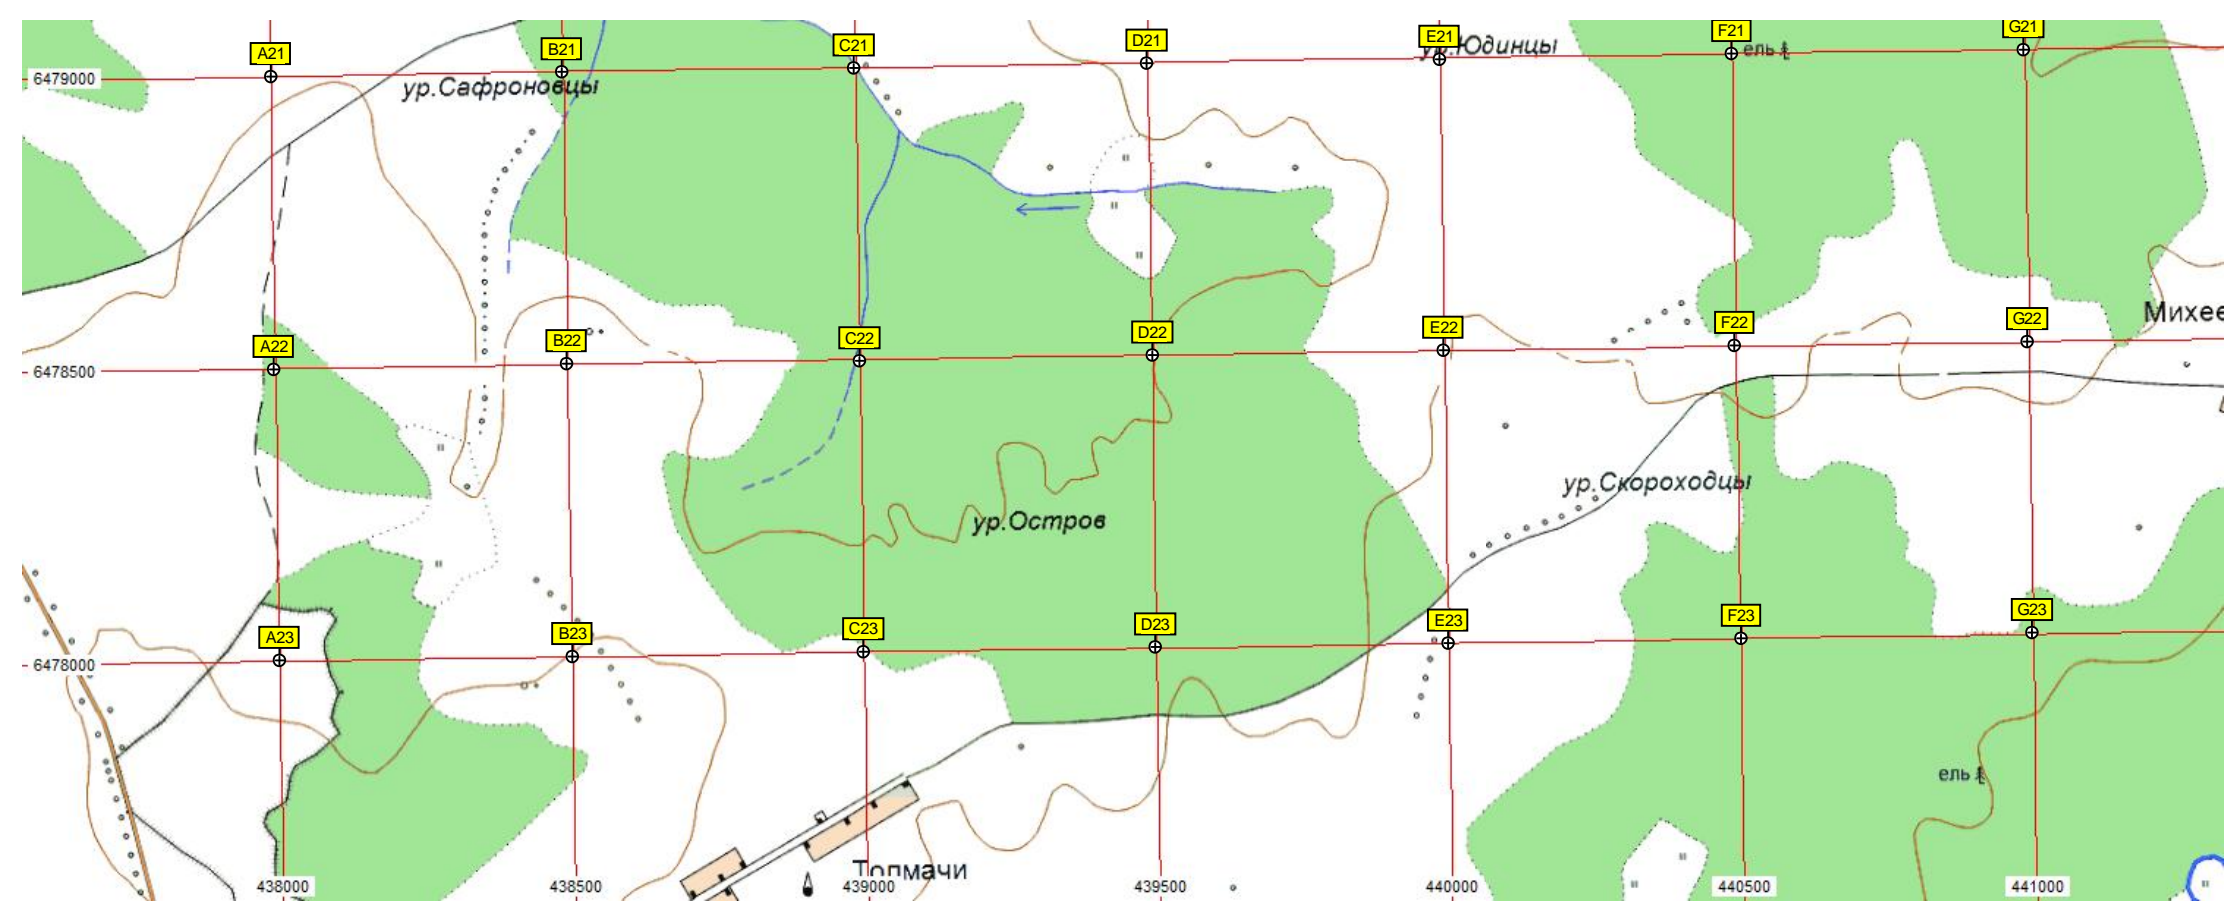 A21
B21
C21
D21
E21
F21
G21
ур.Юдинцы
ель
6479000
ур.Сафроновцы
A22
B22
C22
D22
E22
F22
G22
Михее
6478500
ур.Скороходцы
ур.Остров
A23
B23
C23
D23
E23
F23
G23
6478000
ель
Толмачи
438000
438500
439000
439500
440000
440500
441000